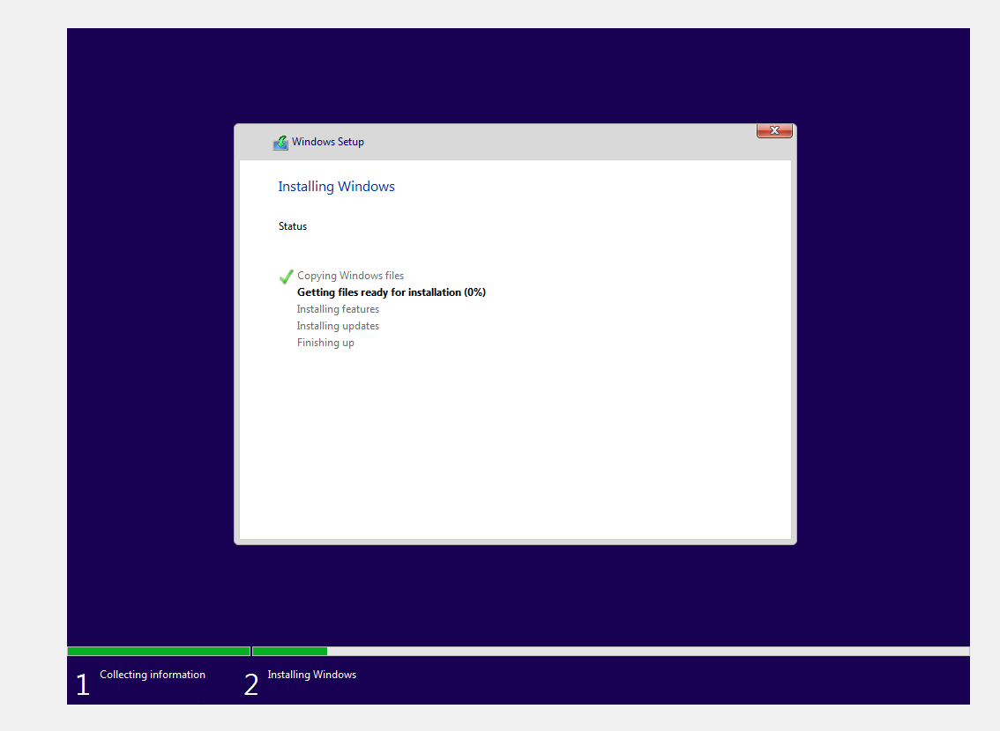 Windows Setup
Installing Windows
Status
Copying Windows files
Getting files ready for installation (0%)
Installing features
Installing updates
Finishing up
1 Collecting information
2 Installing Windows